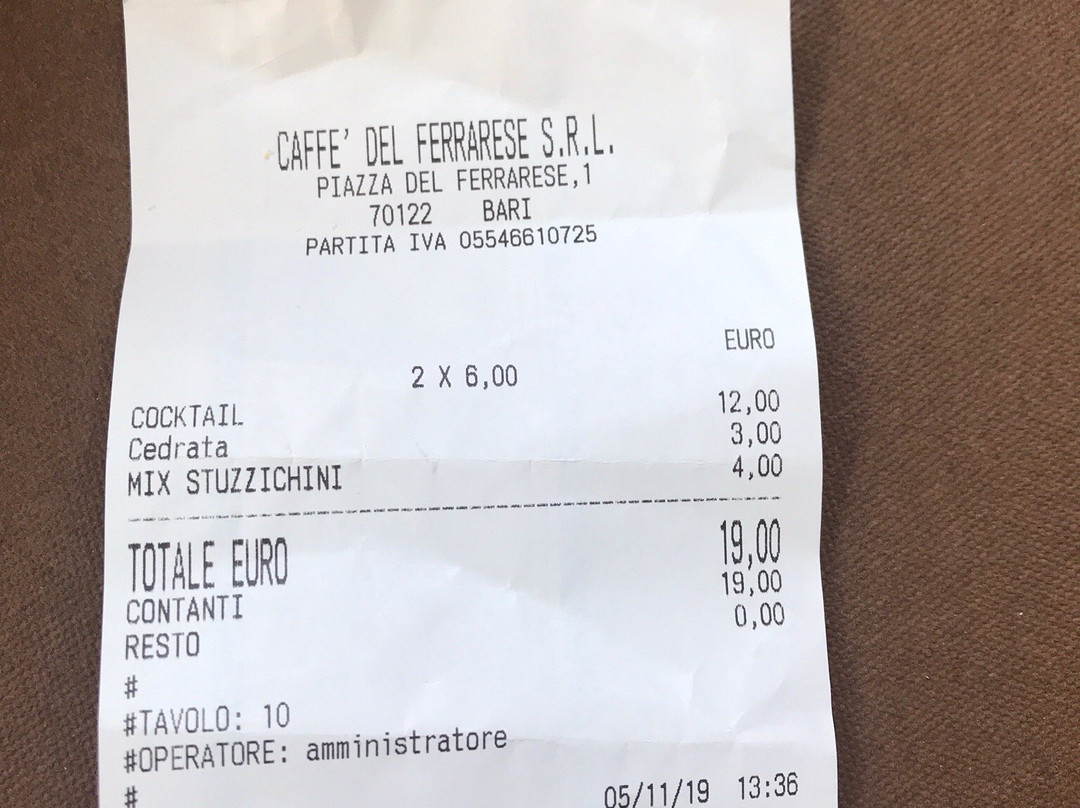 CAFFE' DEL FERRARESE S.R.L.
PIAZZA DEL FERRARESE,1
70122 BARI
PARTITA IVA 05546610725
EURO
2 X 6,00
COCKTAIL 12,00
Cedrata 3,00
MIX STUZZICHINI 4,00
TOTALE EURO 19,00
CONTANTI 19,00
RESTO 0,00
#
#TAVOLO: 10
#OPERATORE: amministratore
# 05/11/19 13:36